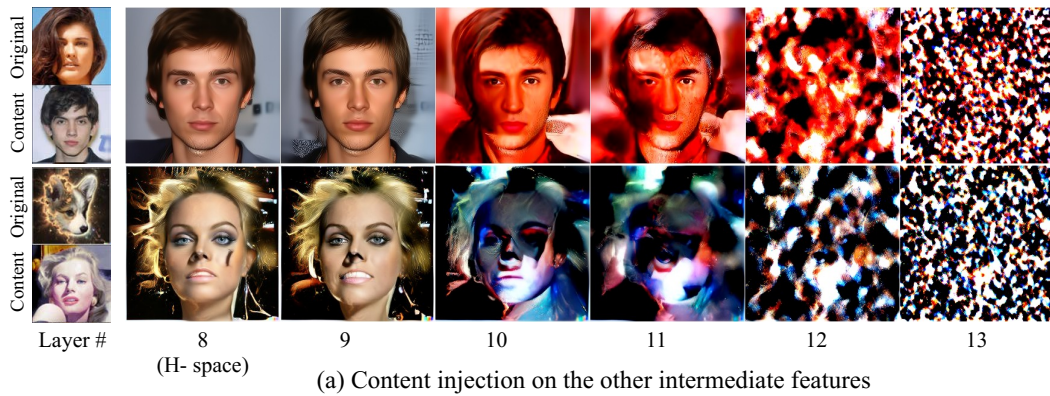 Original
Content
Original
Content
Layer # 8 9 10 11 12 13
(H- space)
(a) Content injection on the other intermediate features